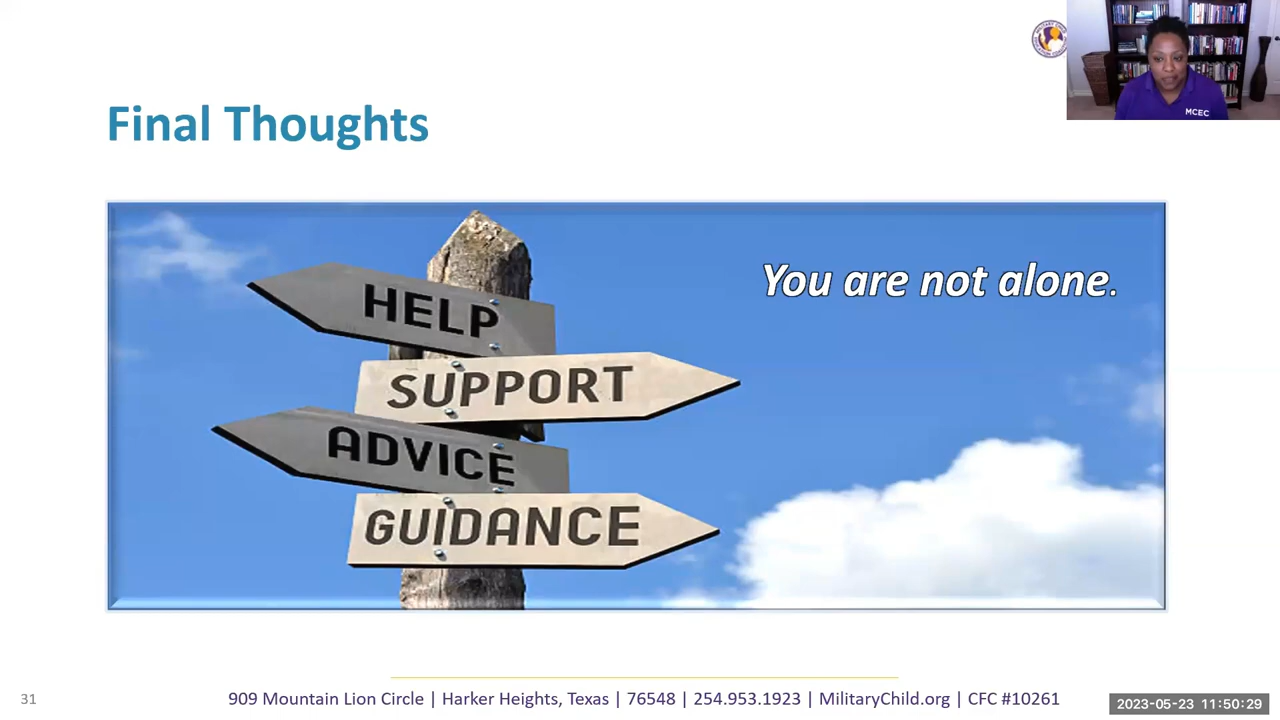 MCEC
Final Thoughts
You are not alone.
HELP
SUPPORT
ADVICE
GUIDANCE
31
909 Mountain Lion Circle | Harker Heights, Texas | 76548 | 254.953.1923 | MilitaryChild.org | CFC #10261
2023-05-23 11:50:29